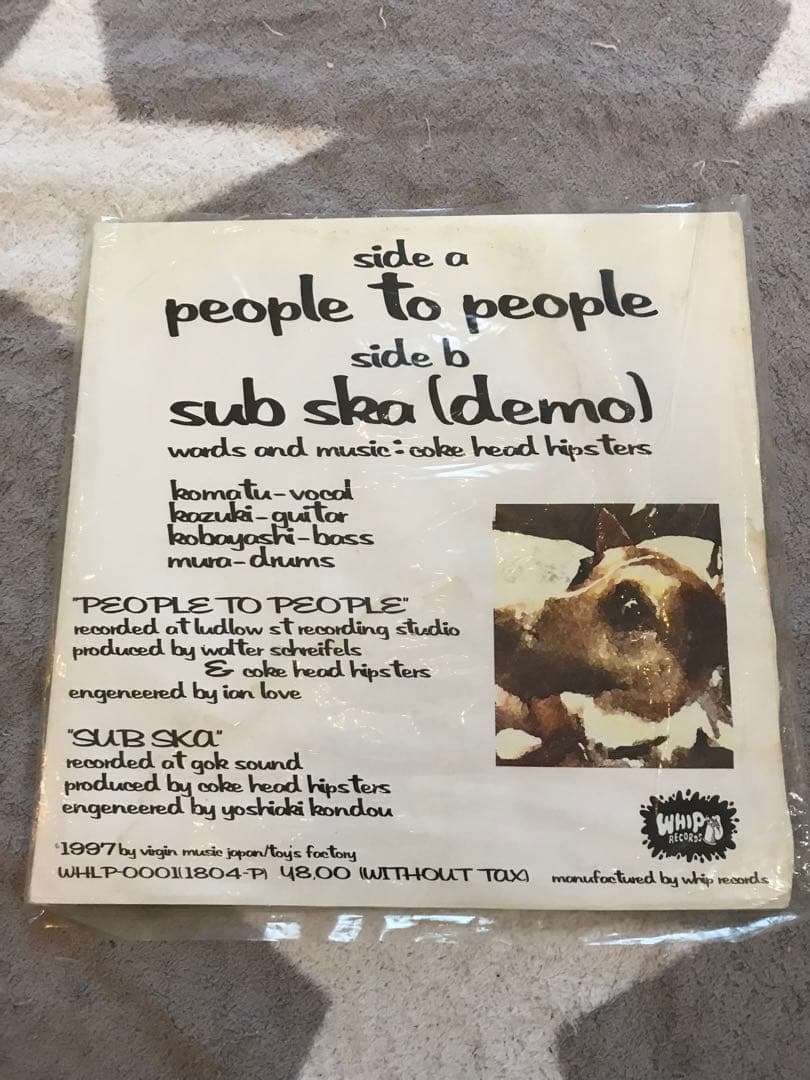 side a
people to people
side b
sub ska (demo)
words and music : coke head hipsters
komatu-vocal
kazuki-guitar
kobayashi-bass
mura-drums
"PEOPLE TO PEOPLE"
recorded at ludlow st recording studio
produced by walter schreifels
& coke head hipsters
engeneered by ian love
"SUB SKA"
recorded at gok sound
produced by coke head hipsters
engeneered by yoshiaki kondou
WHIP
RECORDS
©1997 by virgin music japan/toy's factory
WHLP-0001(1804-P) Y8,00 (WITHOUT TAX) manufactured by whip records